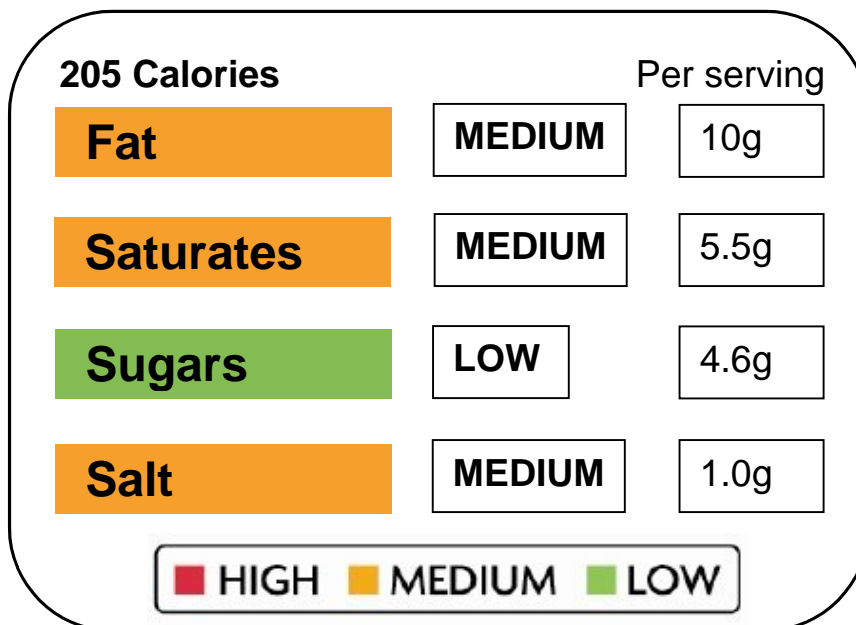 205 Calories Per serving
Fat MEDIUM 10g
Saturates MEDIUM 5.5g
Sugars LOW 4.6g
Salt MEDIUM 1.0g
HIGH MEDIUM LOW